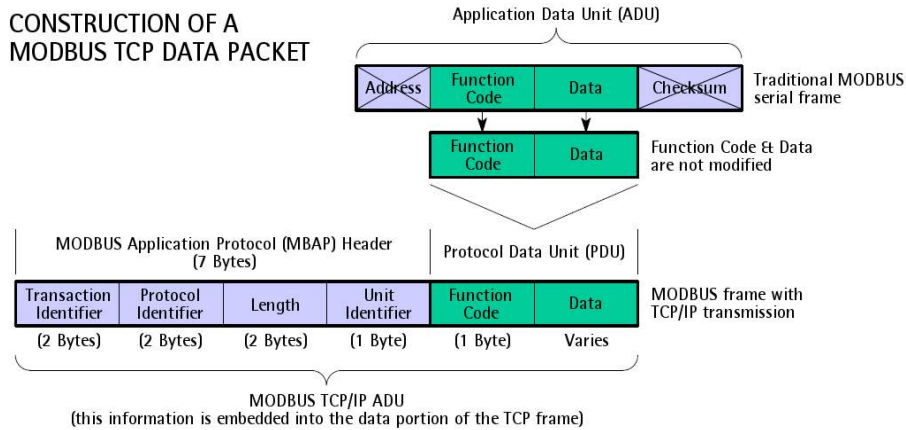 CONSTRUCTION OF A
MODBUS TCP DATA PACKET
Application Data Unit (ADU)
Address
Function
Code
Data
Checksum
Traditional MODBUS
serial frame
Function
Code
Data
Function Code & Data
are not modified
MODBUS Application Protocol (MBAP) Header
(7 Bytes)
Protocol Data Unit (PDU)
Transaction
Identifier
Protocol
Identifier
Length
Unit
Identifier
Function
Code
Data
MODBUS frame with
TCP/IP transmission
(2 Bytes)
(2 Bytes)
(2 Bytes)
(1 Byte)
(1 Byte)
Varies
MODBUS TCP/IP ADU
(this information is embedded into the data portion of the TCP frame)